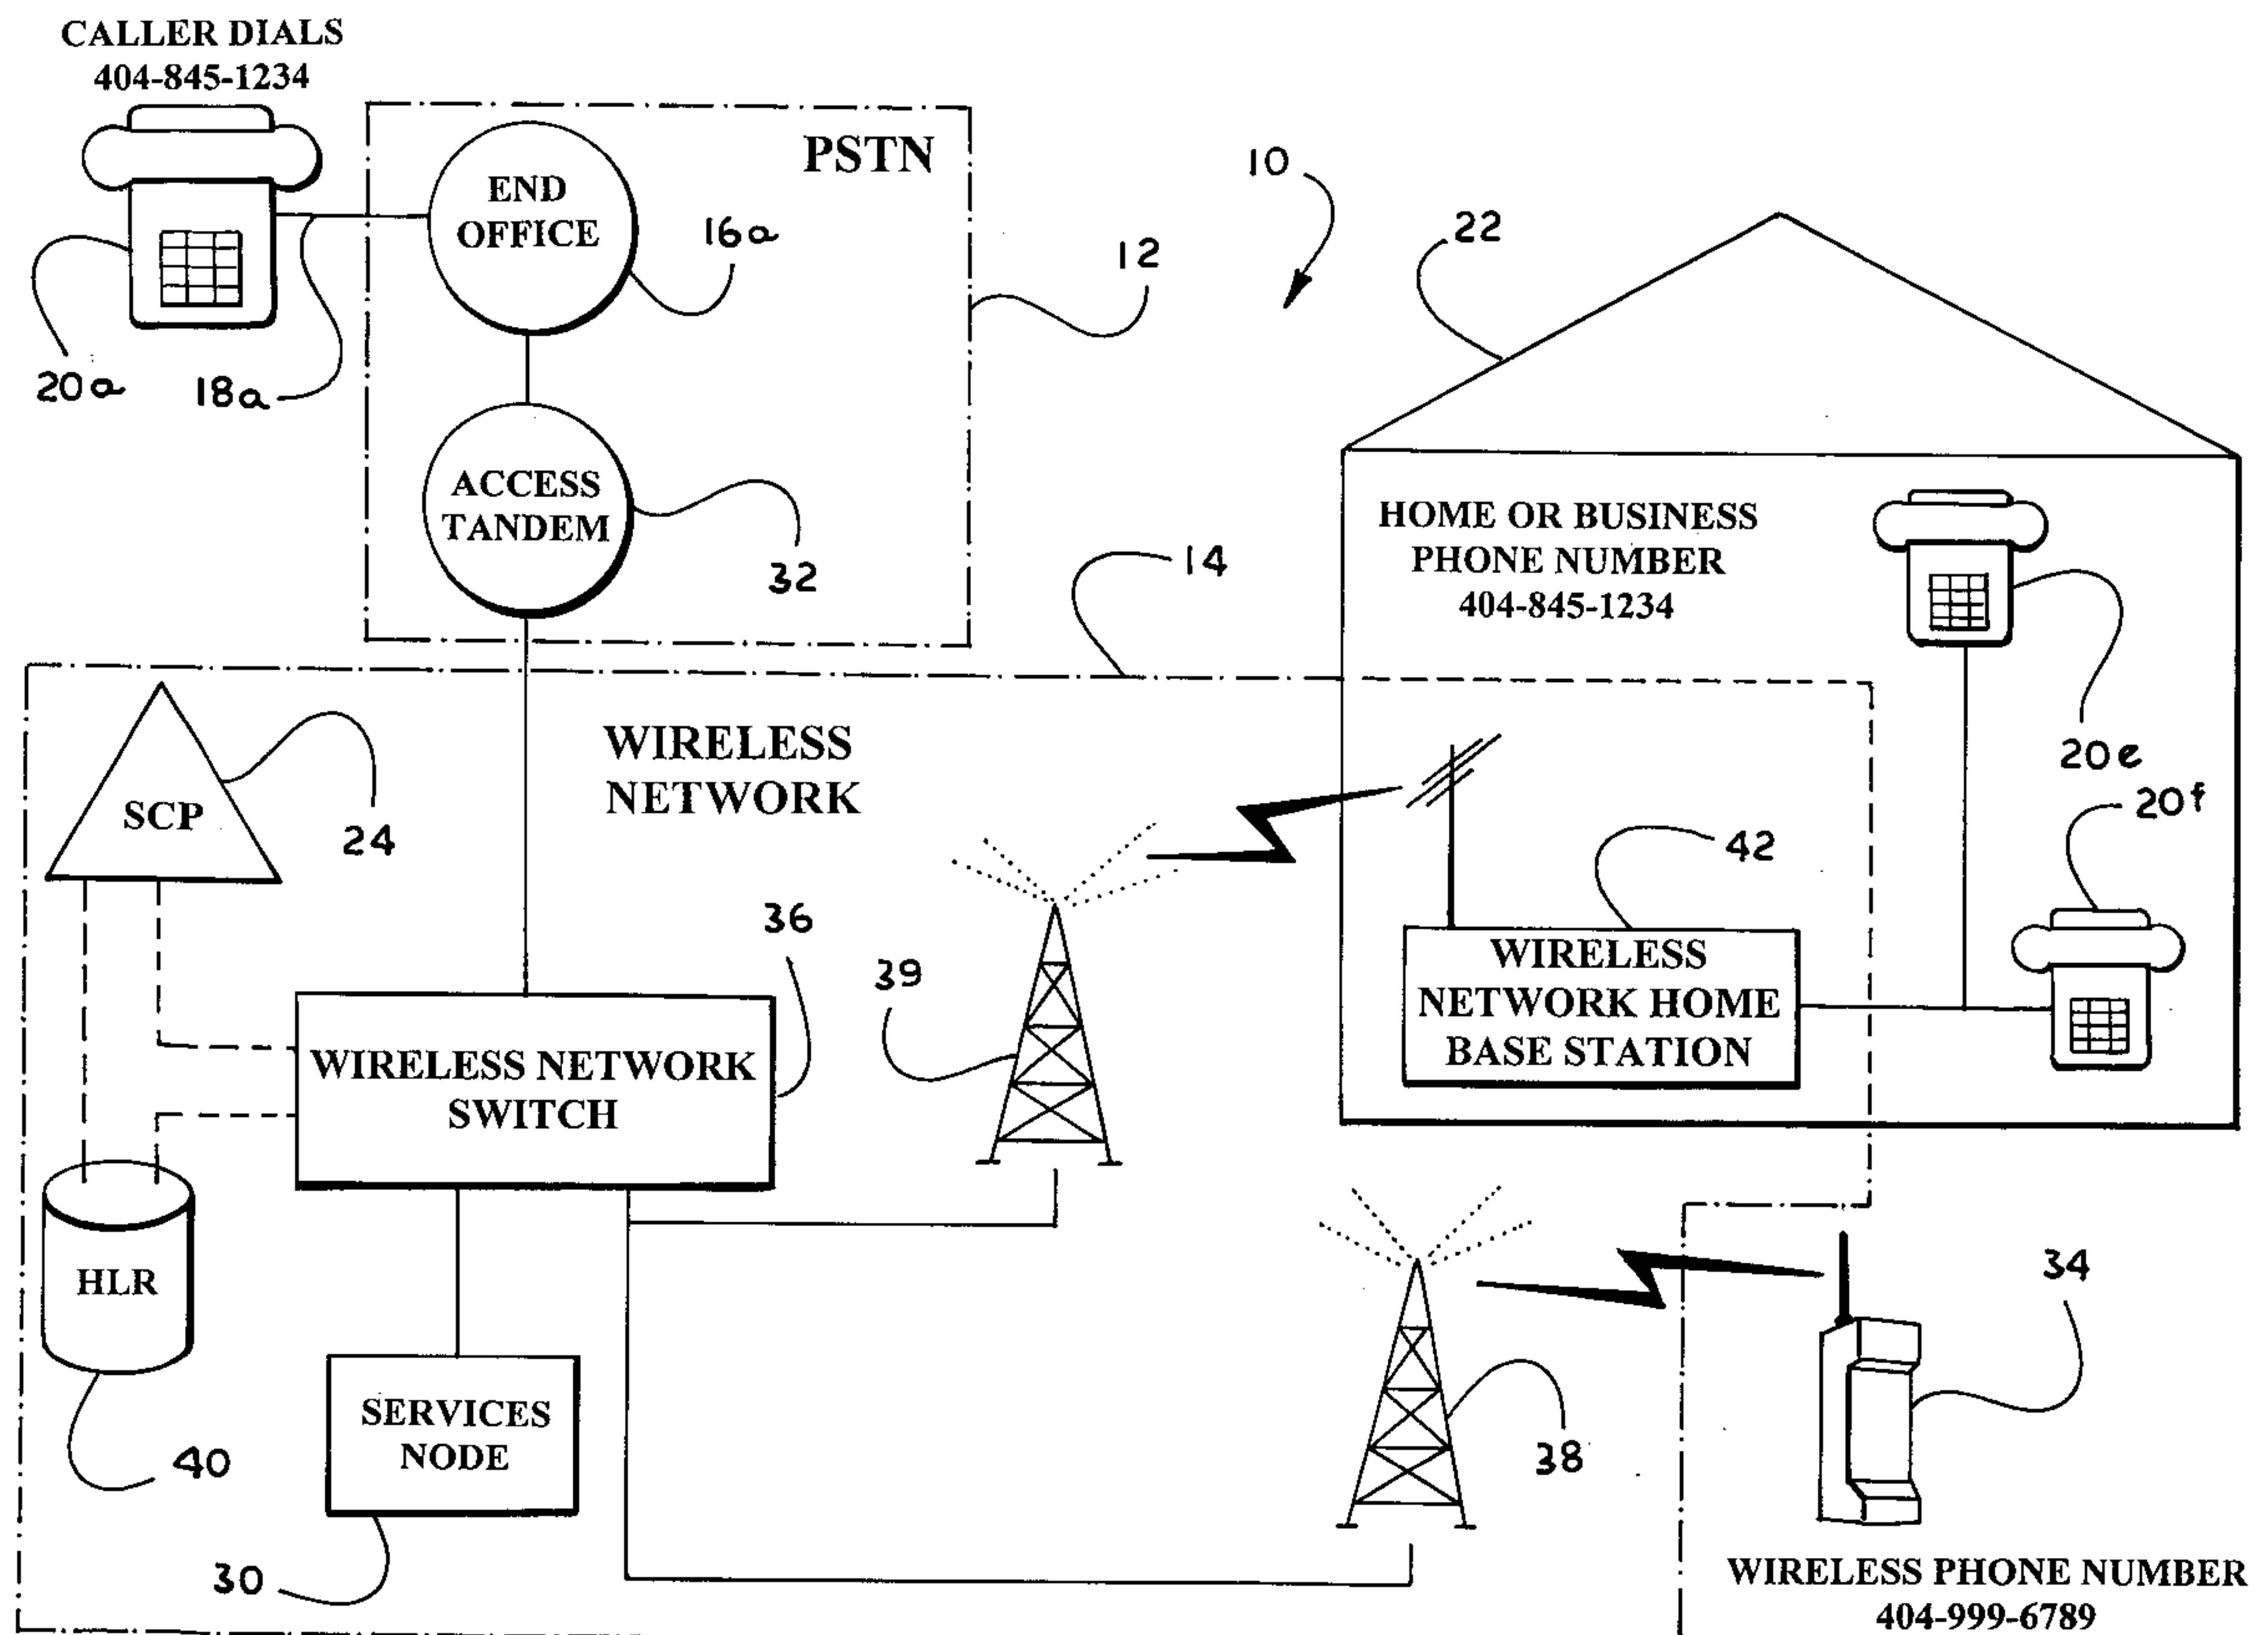 CALLER DIALS
404-845-1234
PSTN
END
OFFICE
16a
12
10
22
20a
18a
ACCESS
TANDEM
32
14
HOME OR BUSINESS
PHONE NUMBER
404-845-1234
20e
20f
SCP
24
WIRELESS
NETWORK
36
39
42
WIRELESS
NETWORK HOME
BASE STATION
WIRELESS NETWORK
SWITCH
HLR
40
SERVICES
NODE
30
38
34
WIRELESS PHONE NUMBER
404-999-6789